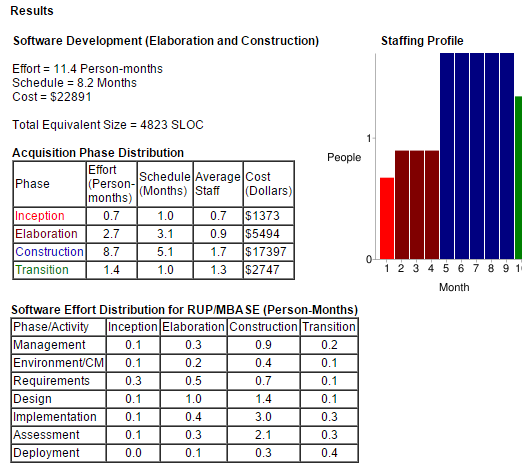 Results
Software Development (Elaboration and Construction)
Effort = 11.4 Person-months
Schedule = 8.2 Months
Cost = $22891
Total Equivalent Size = 4823 SLOC
Acquisition Phase Distribution
Phase Effort (Person-months) Schedule (Months) Average Staff Cost (Dollars)
Inception 0.7 1.0 0.7 $1373
Elaboration 2.7 3.1 0.9 $5494
Construction 8.7 5.1 1.7 $17397
Transition 1.4 1.0 1.3 $2747
Staffing Profile
People
1
0
1 2 3 4 5 6 7 8 9 1
Month
Software Effort Distribution for RUP/MBASE (Person-Months)
Phase/Activity Inception Elaboration Construction Transition
Management 0.1 0.3 0.9 0.2
Environment/CM 0.1 0.2 0.4 0.1
Requirements 0.3 0.5 0.7 0.1
Design 0.1 1.0 1.4 0.1
Implementation 0.1 0.4 3.0 0.3
Assessment 0.1 0.3 2.1 0.3
Deployment 0.0 0.1 0.3 0.4